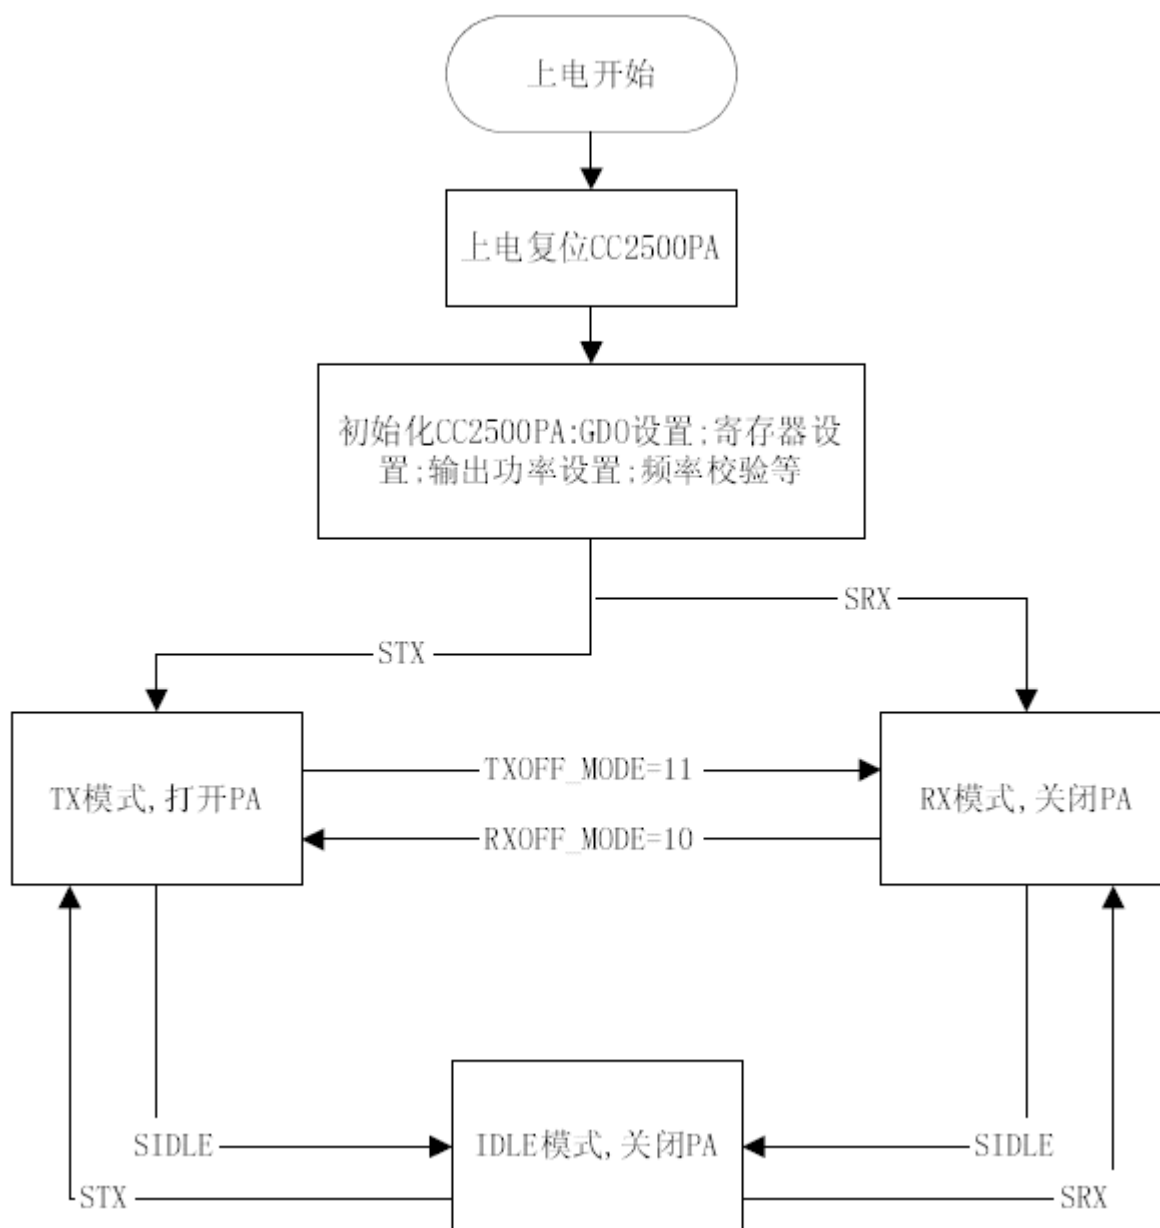 上电开始
上电复位CC2500PA
初始化CC2500PA:GDO设置;寄存器设
置;输出功率设置;频率校验等
SRX
STX
TXOFF_MODE=11
TX模式,打开PA
RX模式,关闭PA
RXOFF_MODE=10
SIDLE
IDLE模式,关闭PA
SIDLE
STX
SRX